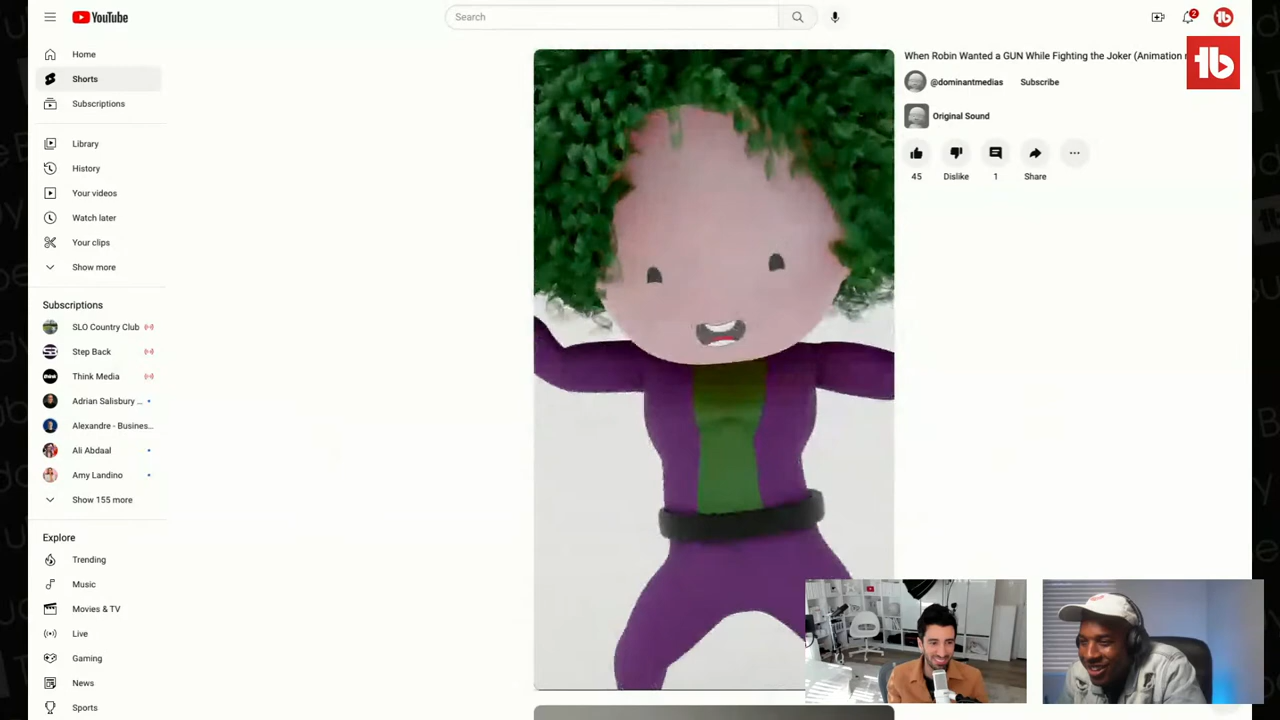 YouTube
Search
2
Home
Shorts
Subscriptions
Library
History
Your videos
Watch later
Your clips
Show more
Subscriptions
SLO Country Club
Step Back
Think Media
Adrian Salisbury ...
Alexandre - Busines...
Ali Abdaal
Amy Landino
Show 155 more
Explore
Trending
Music
Movies & TV
Live
Gaming
News
Sports
When Robin Wanted a GUN While Fighting the Joker (Animation
@dominantmedias Subscribe
Original Sound
45 Dislike 1 Share
tb